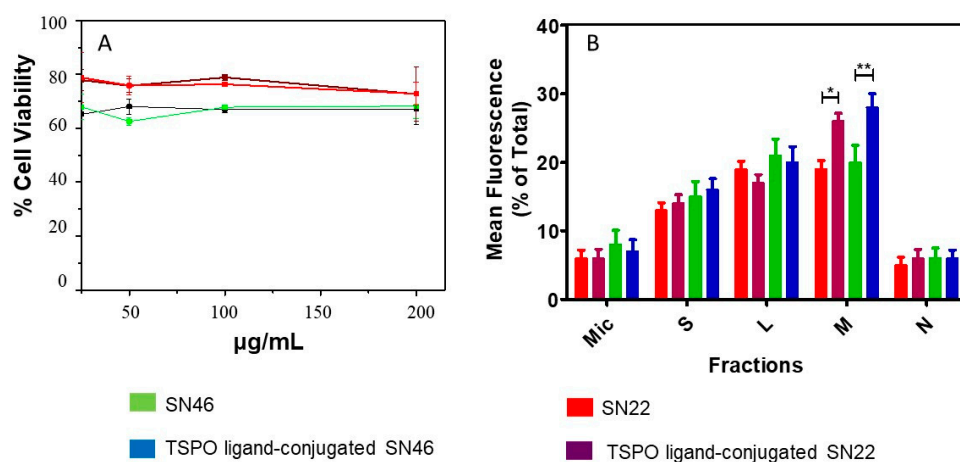 A
% Cell Viability
100
80
60
40
20
0
50
100
150
200
µg/mL
B
Mean Fluorescence
(% of Total)
40
30
20
10
0
*
**
Mic
S
L
M
N
Fractions
SN46
TSPO ligand-conjugated SN46
SN22
TSPO ligand-conjugated SN22